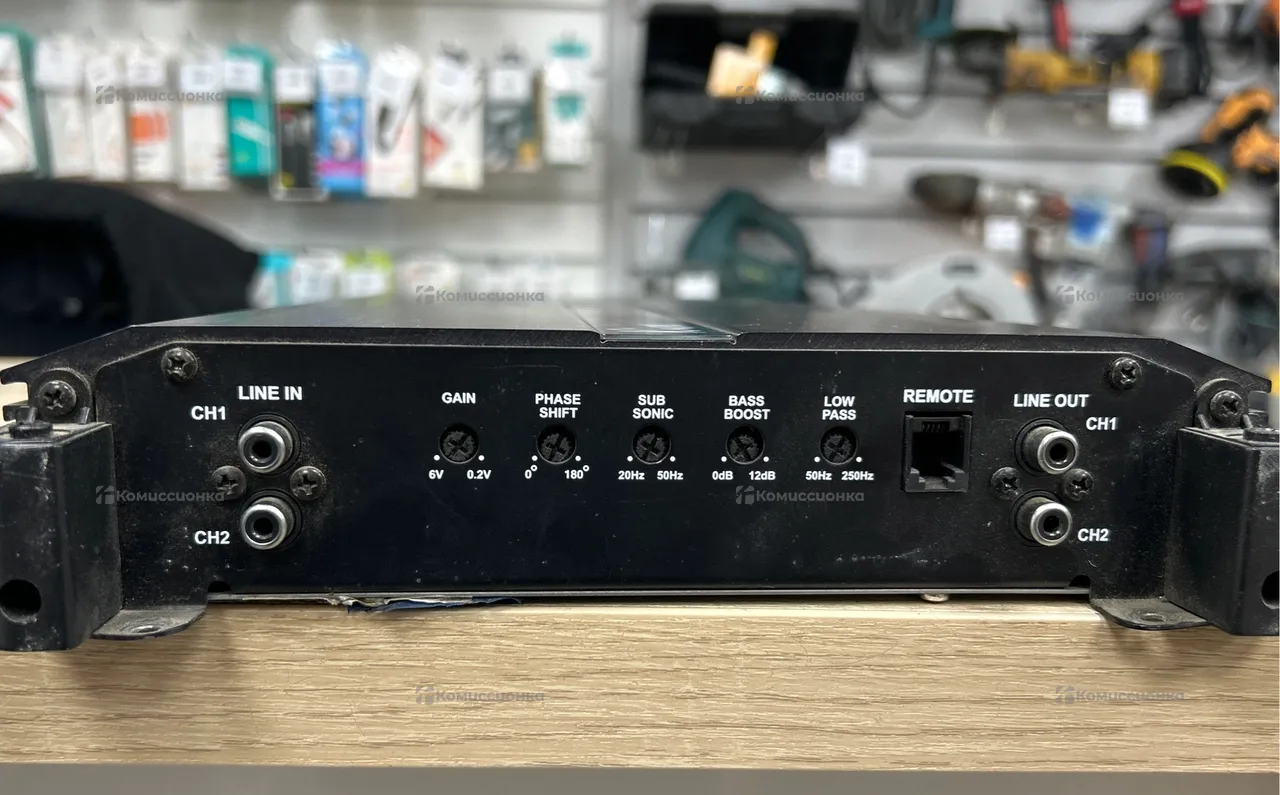 Комиссионка
Комиссионка
Комиссионка
Комиссионка
LINE IN
CH1
CH2
GAIN
6V 0.2V
PHASE
SHIFT
0° 180°
SUB
SONIC
20Hz 50Hz
BASS
BOOST
0dB 12dB
LOW
PASS
50Hz 250Hz
REMOTE
LINE OUT
CH1
CH2
Комиссионка
Комиссионка
Комиссионка
Комиссионка